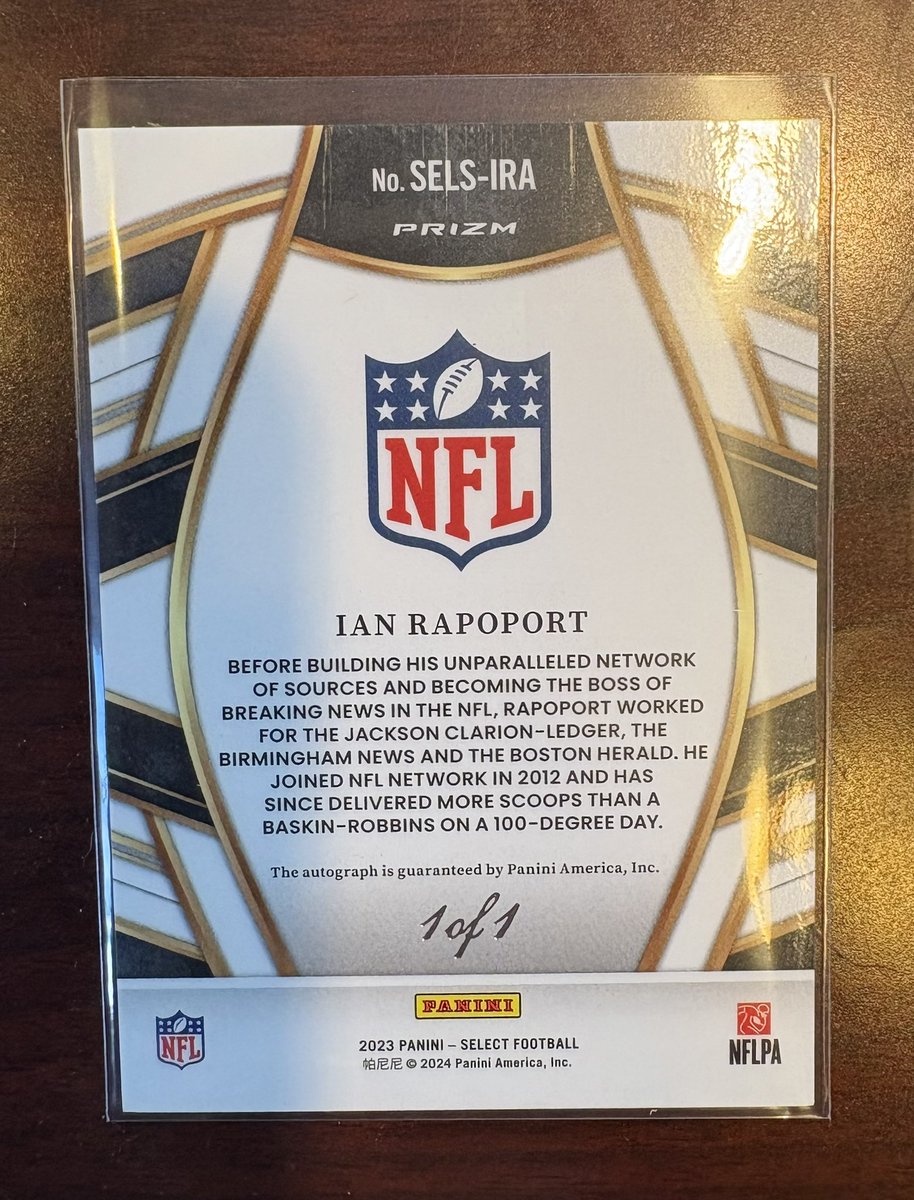 No. SELS-IRA
PRIZM
NFL
IAN RAPOPORT
BEFORE BUILDING HIS UNPARALLELED NETWORK
OF SOURCES AND BECOMING THE BOSS OF
BREAKING NEWS IN THE NFL, RAPOPORT WORKED
FOR THE JACKSON CLARION-LEDGER, THE
BIRMINGHAM NEWS AND THE BOSTON HERALD. HE
JOINED NFL NETWORK IN 2012 AND HAS
SINCE DELIVERED MORE SCOOPS THAN A
BASKIN-ROBBINS ON A 100-DEGREE DAY.
The autograph is guaranteed by Panini America, Inc.
1 of 1
PANINI
NFL
2023 PANINI – SELECT FOOTBALL
帕尼尼 © 2024 Panini America, Inc.
NFLPA